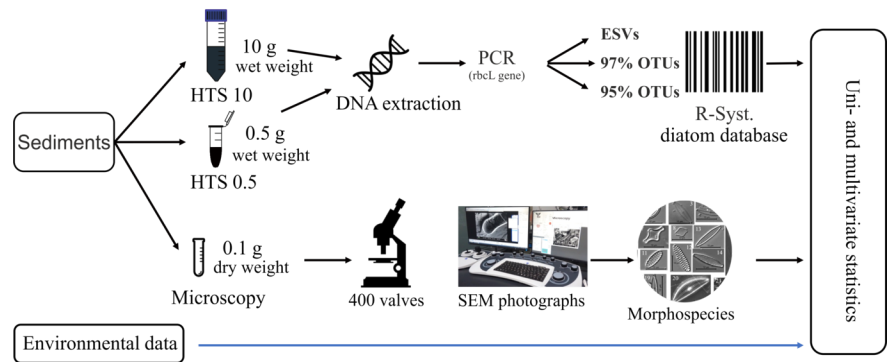 Sediments
10 g
wet weight
HTS 10
0.5 g
wet weight
HTS 0.5
DNA extraction
PCR
(rbcL gene)
ESVs
97% OTUs
95% OTUs
R-Syst.
diatom database
0.1 g
dry weight
Microscopy
400 valves
SEM photographs
Morphospecies
Environmental data
Uni- and multivariate
statistics